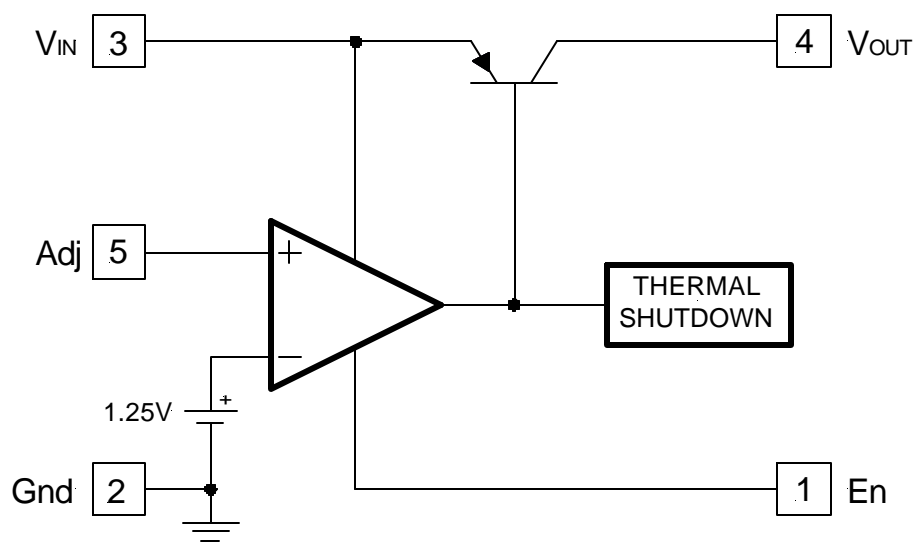 VIN 3
4 VOUT
Adj 5
+
−
THERMAL
SHUTDOWN
1.25V
+
Gnd 2
1 En